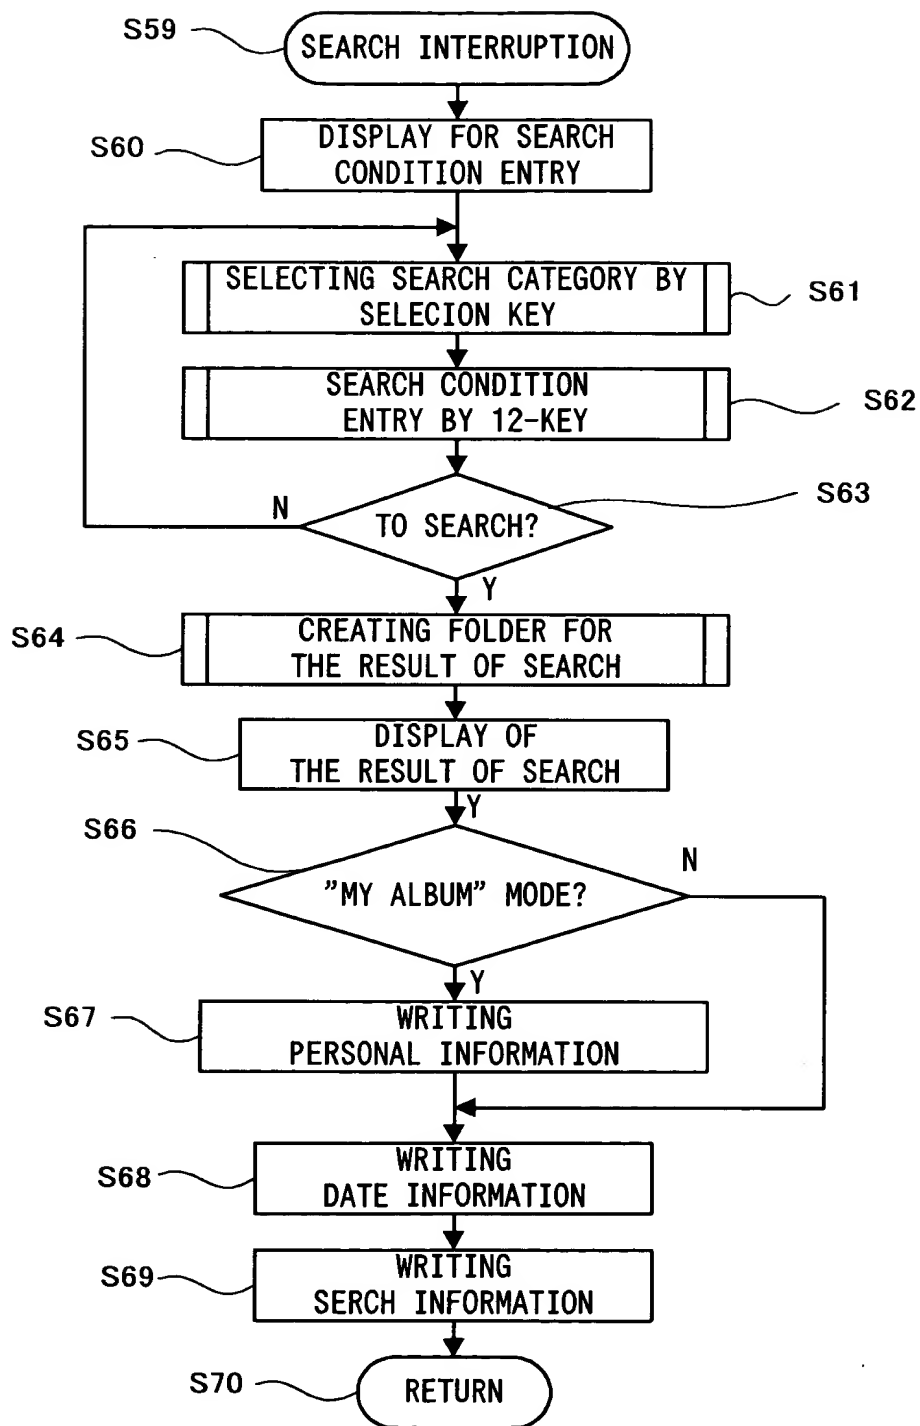 S59
SEARCH INTERRUPTION
S60
DISPLAY FOR SEARCH
CONDITION ENTRY
SELECTING SEARCH CATEGORY BY
SELECION KEY
S61
SEARCH CONDITION
ENTRY BY 12-KEY
S62
S63
N
TO SEARCH?
Y
S64
CREATING FOLDER FOR
THE RESULT OF SEARCH
S65
DISPLAY OF
THE RESULT OF SEARCH
Y
S66
N
”MY ALBUM” MODE?
Y
S67
WRITING
PERSONAL INFORMATION
S68
WRITING
DATE INFORMATION
S69
WRITING
SERCH INFORMATION
S70
RETURN